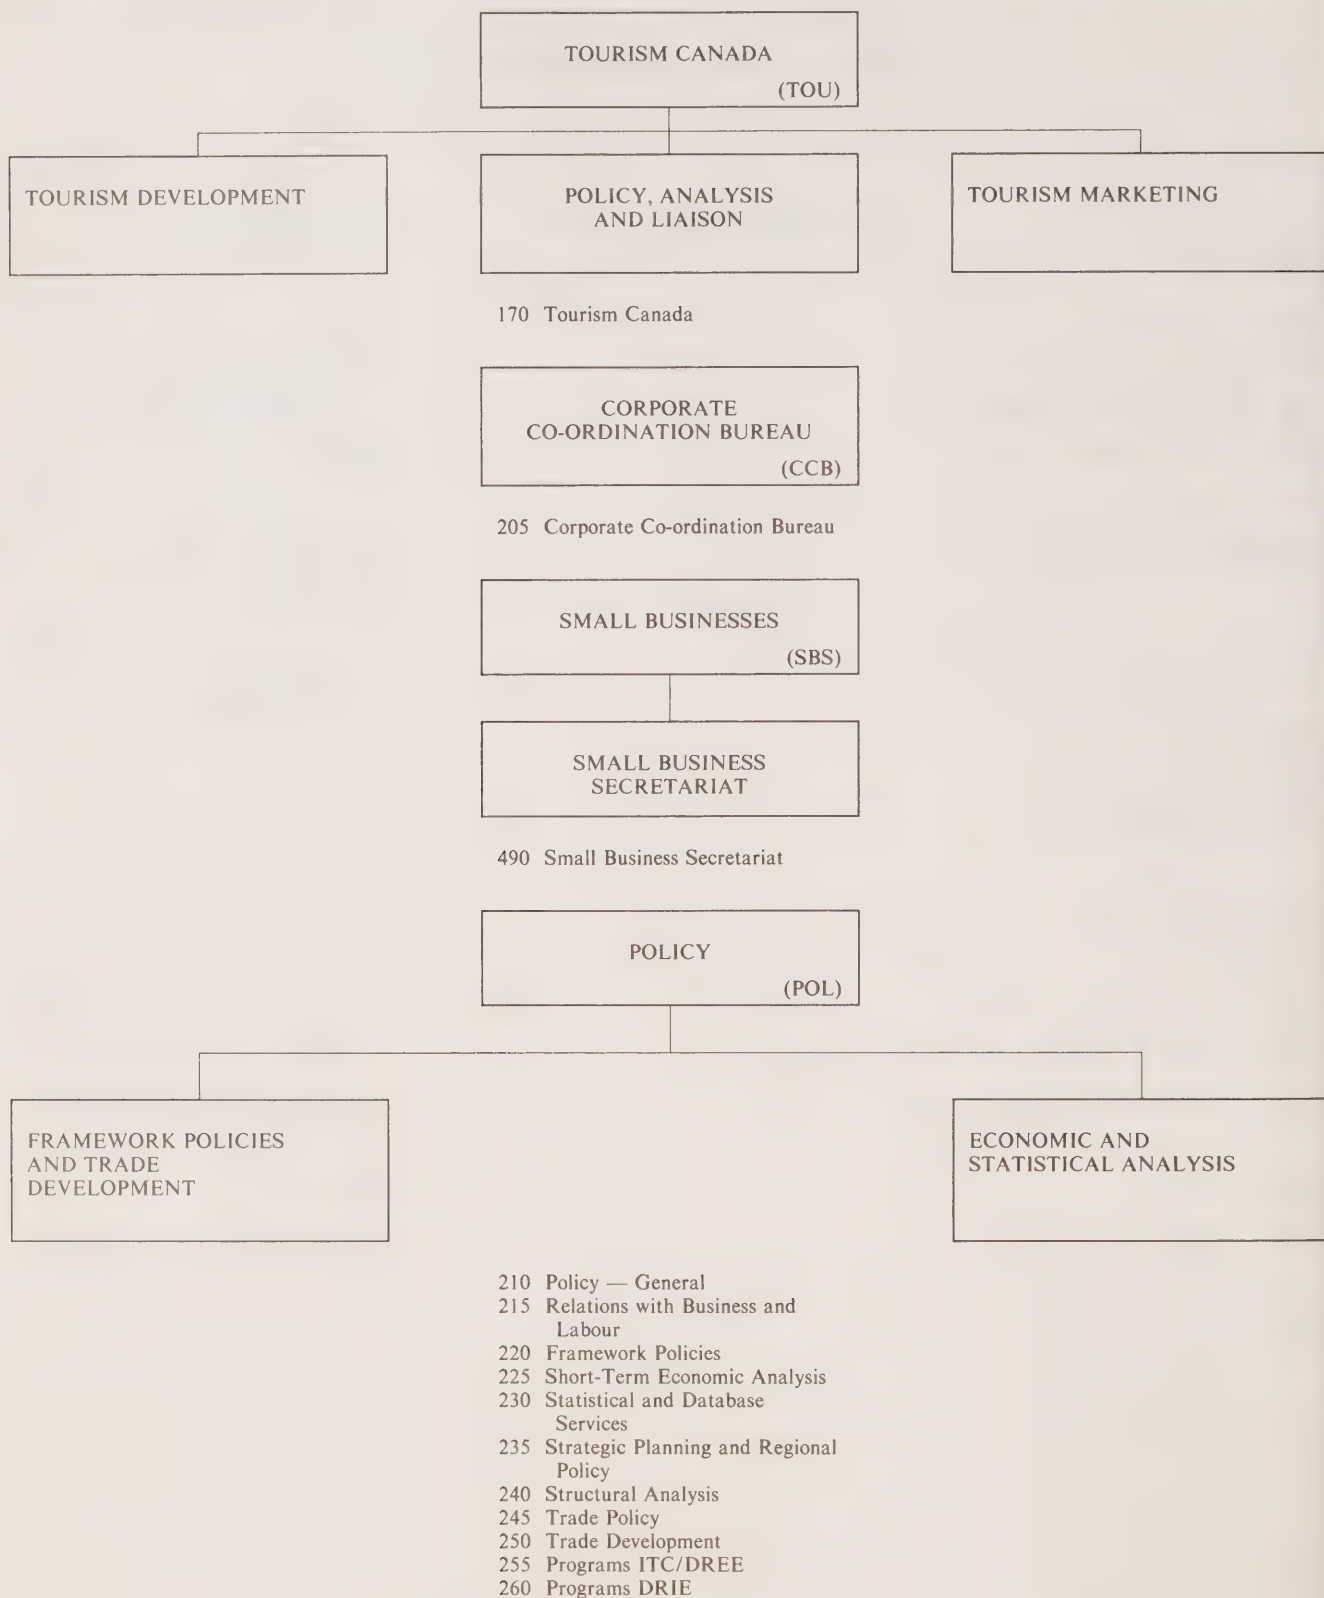 TOURISM CANADA
(TOU)
TOURISM DEVELOPMENT
POLICY, ANALYSIS
AND LIAISON
TOURISM MARKETING
170 Tourism Canada
CORPORATE
CO-ORDINATION BUREAU
(CCB)
205 Corporate Co-ordination Bureau
SMALL BUSINESSES
(SBS)
SMALL BUSINESS
SECRETARIAT
490 Small Business Secretariat
POLICY
(POL)
FRAMEWORK POLICIES
AND TRADE
DEVELOPMENT
ECONOMIC AND
STATISTICAL ANALYSIS
210 Policy — General
215 Relations with Business and
Labour
220 Framework Policies
225 Short-Term Economic Analysis
230 Statistical and Database
Services
235 Strategic Planning and Regional
Policy
240 Structural Analysis
245 Trade Policy
250 Trade Development
255 Programs ITC/DREE
260 Programs DRIE